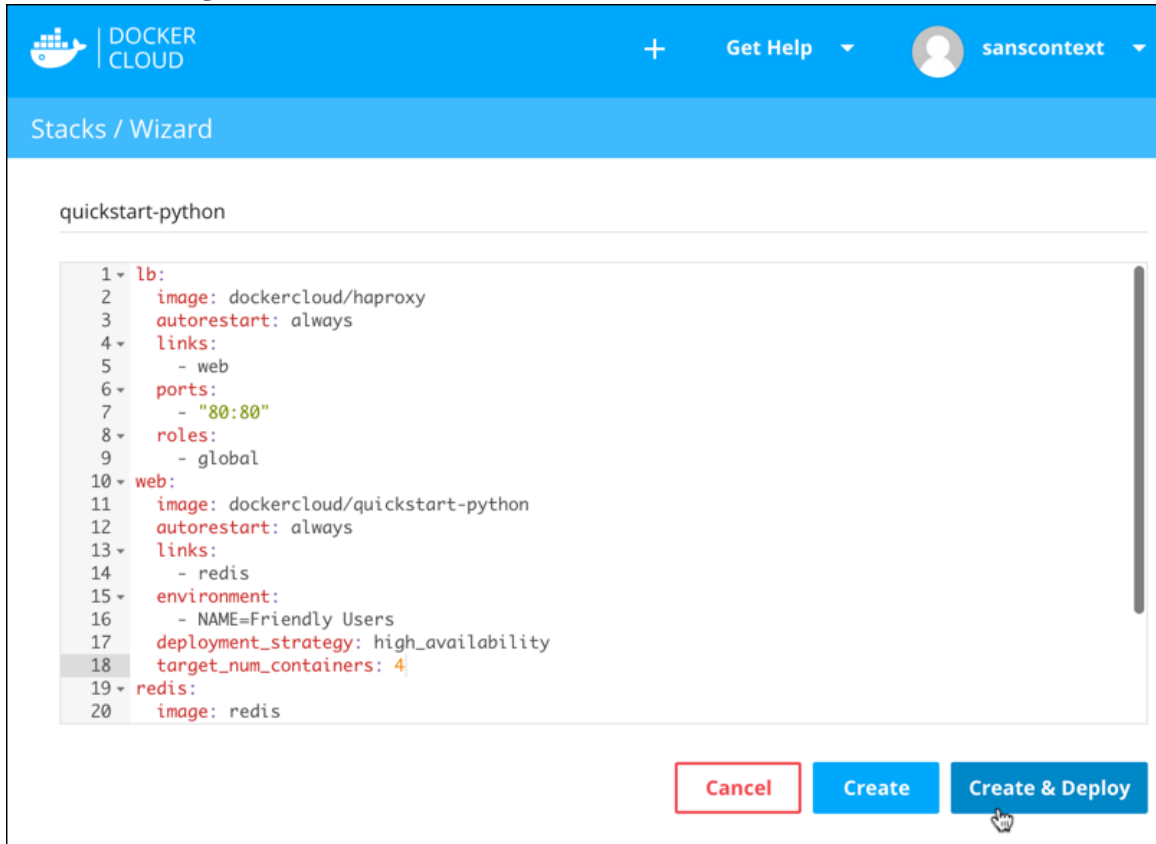 DOCKER
CLOUD
+ Get Help sanscontext
Stacks / Wizard
quickstart-python
1 lb:
2   image: dockercloud/haproxy
3   autorestart: always
4   links:
5     - web
6   ports:
7     - "80:80"
8   roles:
9     - global
10 web:
11   image: dockercloud/quickstart-python
12   autorestart: always
13   links:
14     - redis
15   environment:
16     - NAME=Friendly Users
17   deployment_strategy: high_availability
18   target_num_containers: 4
19 redis:
20   image: redis
Cancel Create Create & Deploy